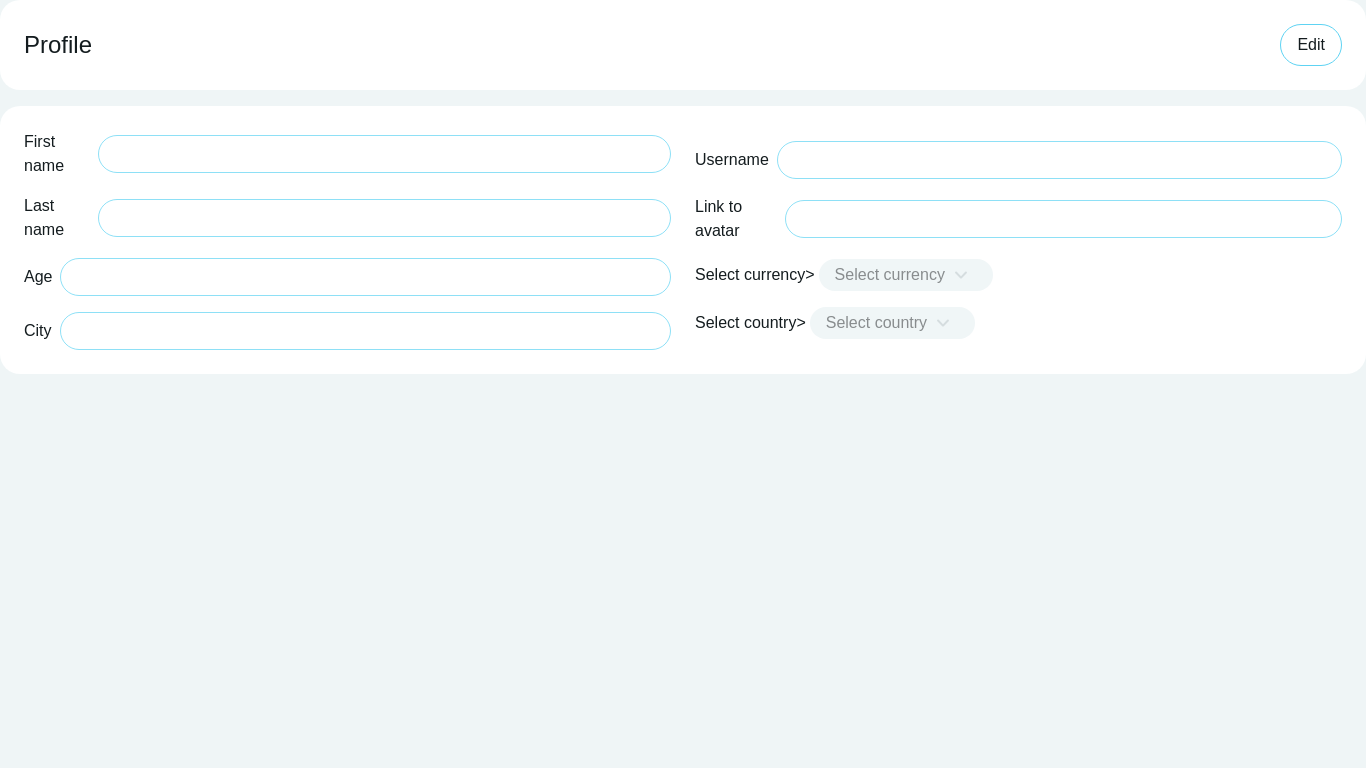 Profile
Edit
First
name
Last
name
Age
City
Username
Link to
avatar
Select currency> Select currency
Select country> Select country